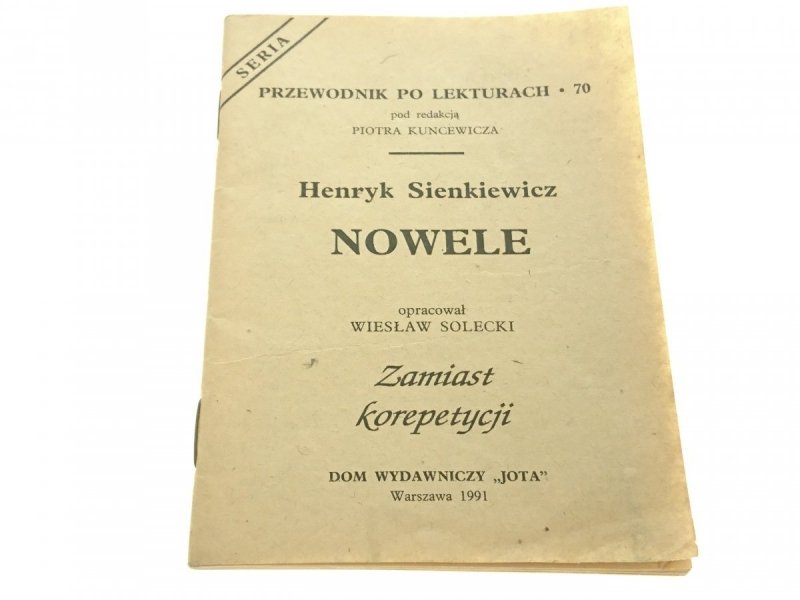 SERIA
PRZEWODNIK PO LEKTURACH • 70
pod redakcją
PIOTRA KUNCEWICZA
Henryk Sienkiewicz
NOWELE
opracował
WIESŁAW SOLECKI
Zamiast
korepetycji
DOM WYDAWNICZY „JOTA”
Warszawa 1991